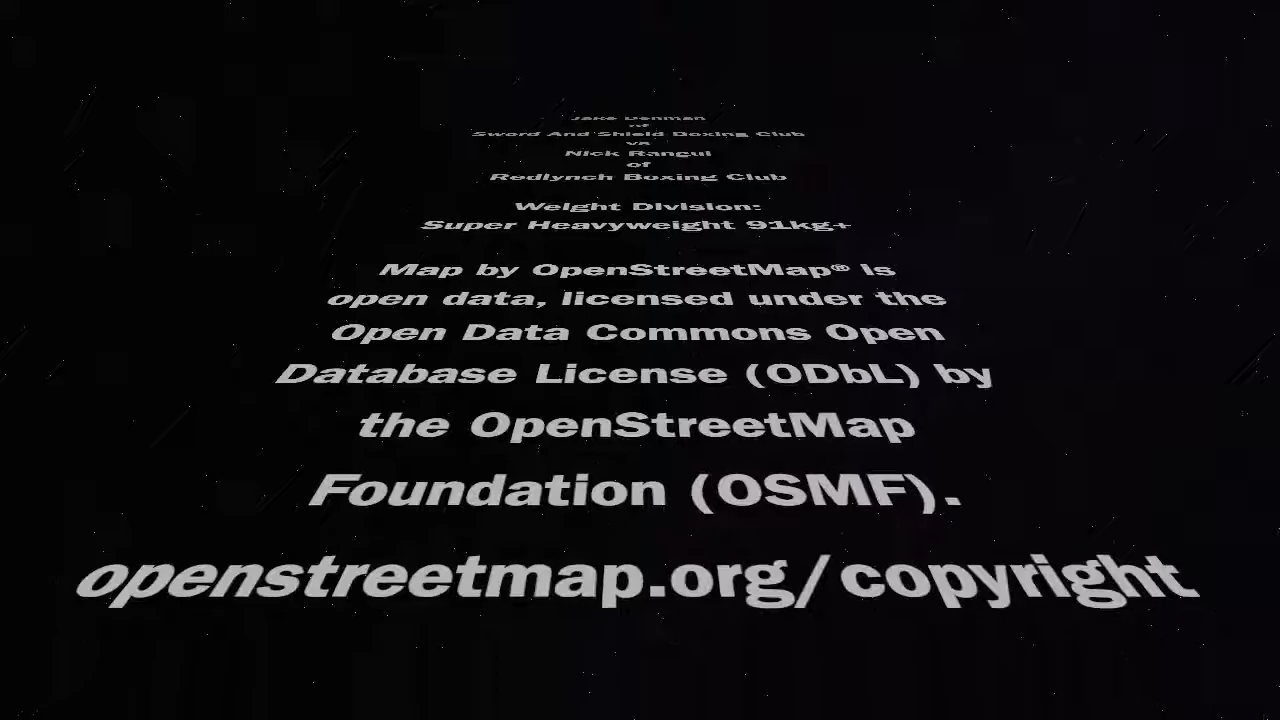 Jake Denman
of
Sword And Shield Boxing Club
vs
Nick Rangui
of
Redlynch Boxing Club
Weight Division:
Super Heavyweight 91kg+
Map by OpenStreetMap® is
open data, licensed under the
Open Data Commons Open
Database License (ODbL) by
the OpenStreetMap
Foundation (OSMF).
openstreetmap.org/copyright